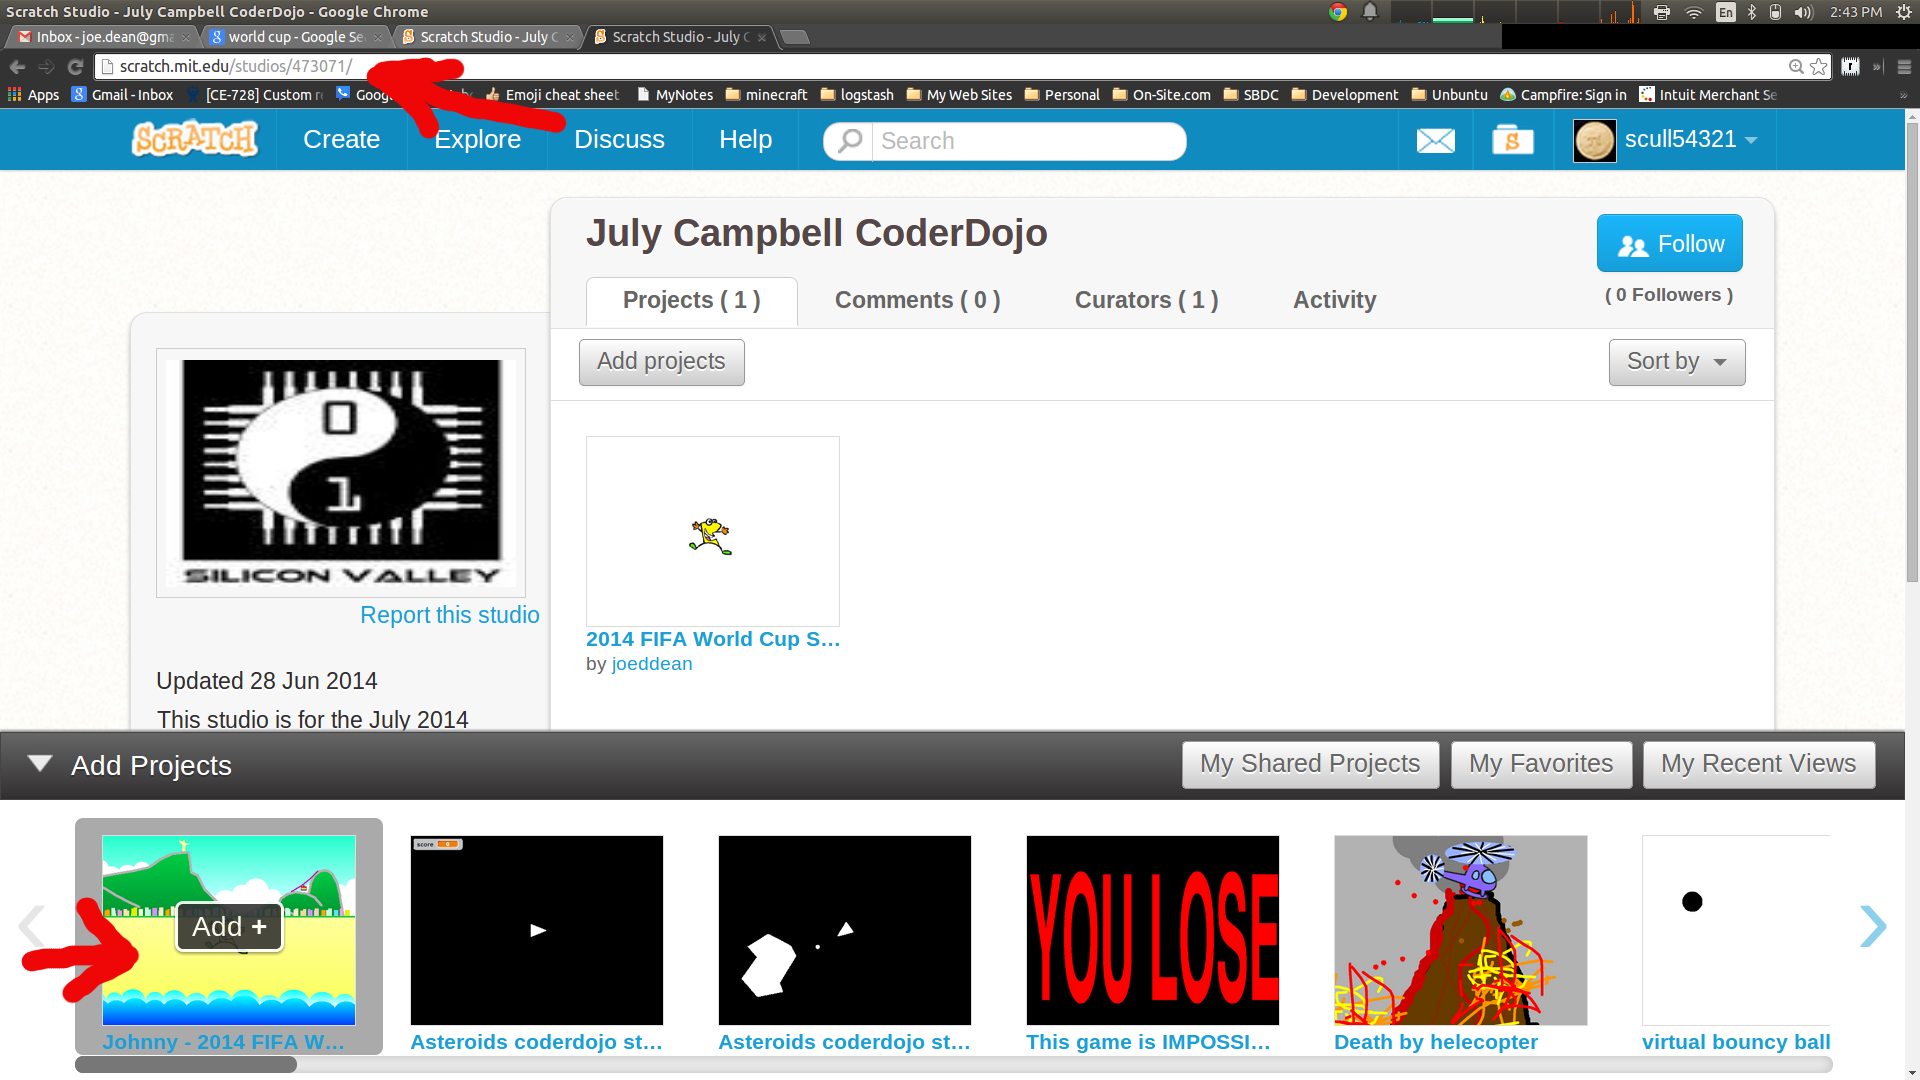 Scratch Studio - July Campbell CoderDojo - Google Chrome
En
2:43 PM
Inbox - joe.dean@gma
world cup - Google Se
Scratch Studio - July C
Scratch Studio - July C
scratch.mit.edu/studios/473071/
Apps
Gmail - Inbox
[CE-728] Custom r
Goog
Emoji cheat sheet
MyNotes
minecraft
logstash
My Web Sites
Personal
On-Site.com
SBDC
Development
Unbuntu
Campfire: Sign in
Intuit Merchant Se
SCRATCH
Create
Explore
Discuss
Help
Search
scull54321
July Campbell CoderDojo
Follow
( 0 Followers )
Projects ( 1 )
Comments ( 0 )
Curators ( 1 )
Activity
Add projects
Sort by
0
1
SILICON VALLEY
Report this studio
Updated 28 Jun 2014
This studio is for the July 2014
2014 FIFA World Cup S...
by joeddean
Add Projects
My Shared Projects
My Favorites
My Recent Views
Add +
score
YOU LOSE
Johnny - 2014 FIFA W...
Asteroids coderdojo st...
Asteroids coderdojo st...
This game is IMPOSSI...
Death by helecopter
virtual bouncy ball